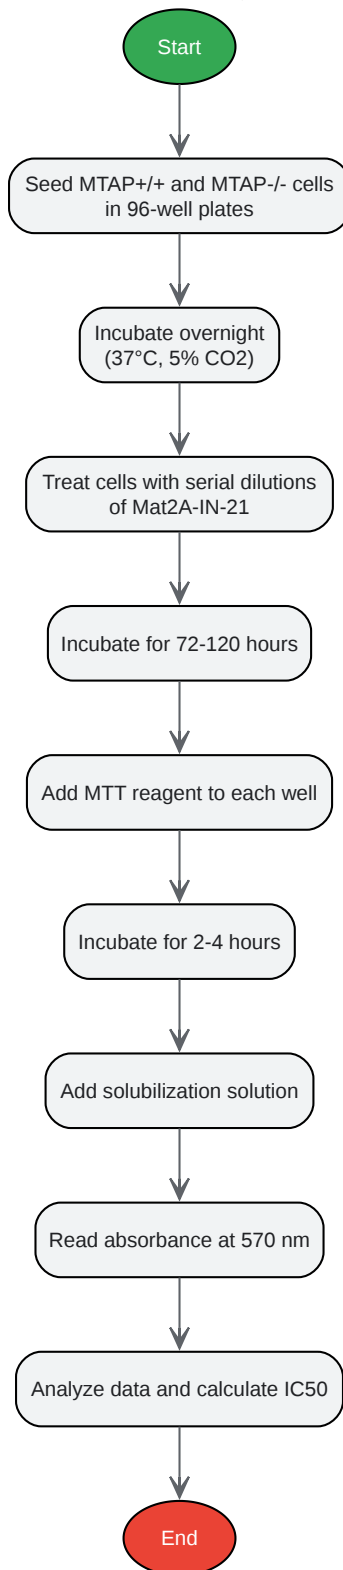 Start
Seed MTAP+/+ and MTAP-/- cells
in 96-well plates
Incubate overnight
(37°C, 5% CO2)
Treat cells with serial dilutions
of Mat2A-IN-21
Incubate for 72-120 hours
Add MTT reagent to each well
Incubate for 2-4 hours
Add solubilization solution
Read absorbance at 570 nm
Analyze data and calculate IC50
End